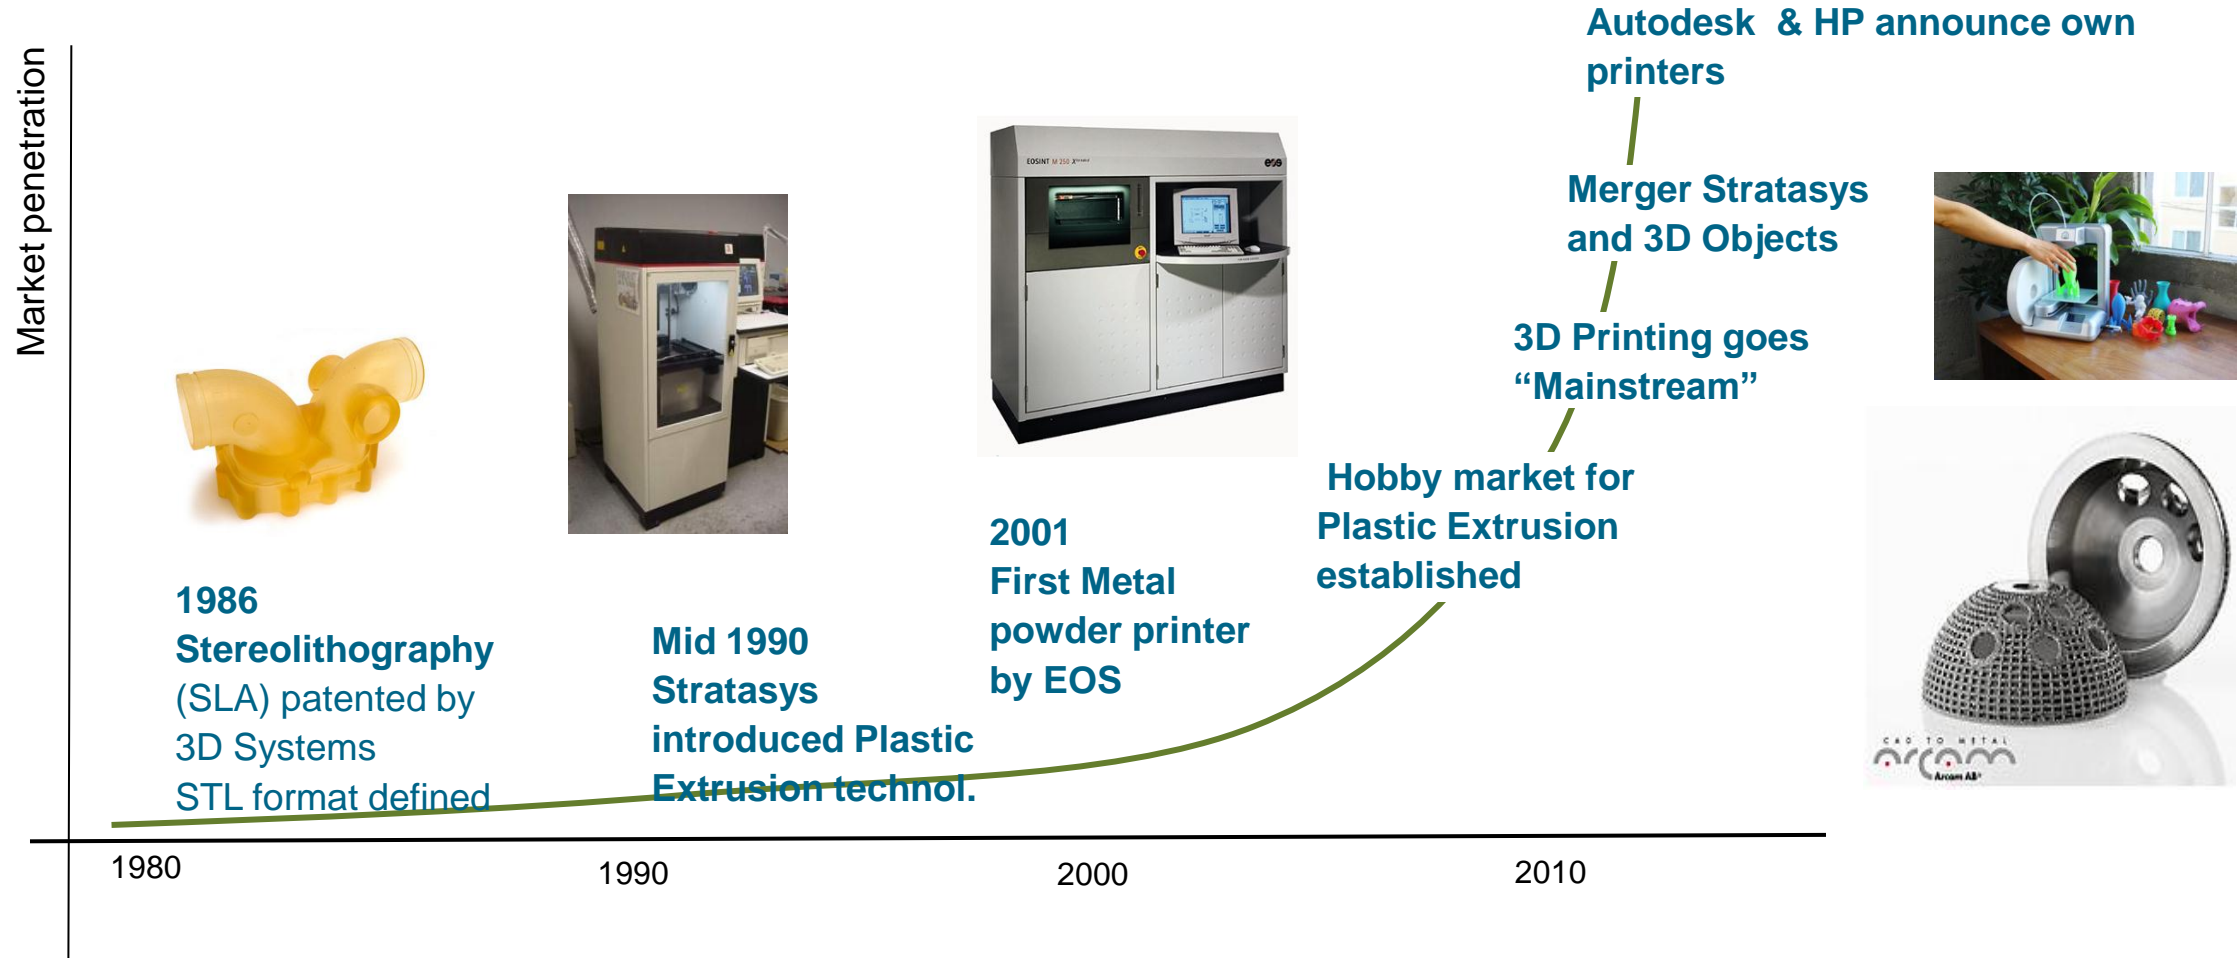 Autodesk  & HP announce own
printers
Market penetration
EOSINT M 250 Xtended
eos
Merger Stratasys
and 3D Objects
3D Printing goes
“Mainstream”
Hobby market for
Plastic Extrusion
established
2001
First Metal
powder printer
by EOS
1986
Stereolithography
(SLA) patented by
3D Systems
STL format defined
Mid 1990
Stratasys
introduced Plastic
Extrusion technol.
CAD TO METAL
arcam
Arcam AB®
1980
1990
2000
2010